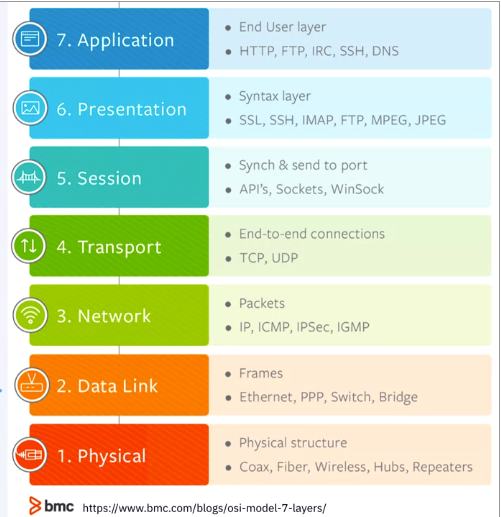 7. Application
• End User layer
• HTTP, FTP, IRC, SSH, DNS
6. Presentation
• Syntax layer
• SSL, SSH, IMAP, FTP, MPEG, JPEG
5. Session
• Synch & send to port
• API's, Sockets, WinSock
4. Transport
• End-to-end connections
• TCP, UDP
3. Network
• Packets
• IP, ICMP, IPSec, IGMP
2. Data Link
• Frames
• Ethernet, PPP, Switch, Bridge
1. Physical
• Physical structure
• Coax, Fiber, Wireless, Hubs, Repeaters
bmc https://www.bmc.com/blogs/osi-model-7-layers/